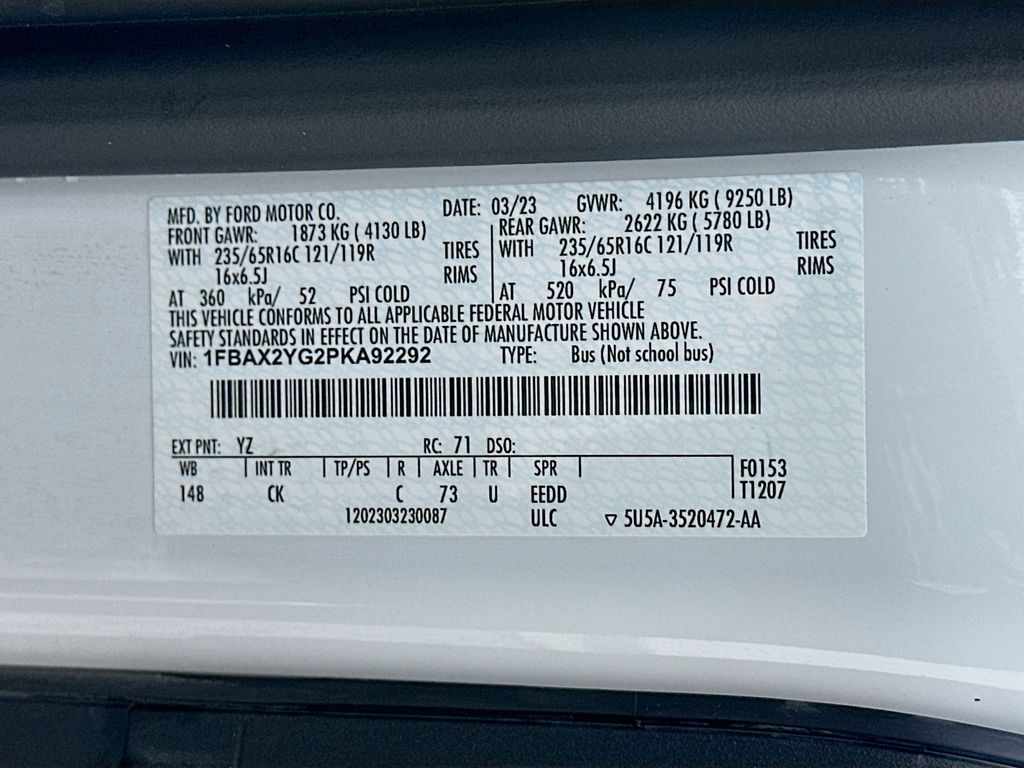 MFD. BY FORD MOTOR CO. DATE: 03/23 GVWR: 4196 KG ( 9250 LB)
FRONT GAWR: 1873 KG ( 4130 LB) REAR GAWR: 2622 KG ( 5780 LB)
WITH 235/65R16C 121/119R TIRES WITH 235/65R16C 121/119R TIRES
16x6.5J RIMS 16x6.5J RIMS
AT 360 kPa/ 52 PSI COLD AT 520 kPa/ 75 PSI COLD
THIS VEHICLE CONFORMS TO ALL APPLICABLE FEDERAL MOTOR VEHICLE
SAFETY STANDARDS IN EFFECT ON THE DATE OF MANUFACTURE SHOWN ABOVE.
VIN: 1FBAX2YG2PKA92292 TYPE: Bus (Not school bus)
EXT PNT: YZ RC: 71 DSO:
WB INT TR TP/PS R AXLE TR SPR F0153
148 CK C 73 U EEDD T1207
1202303230087 ULC ▽ 5U5A-3520472-AA